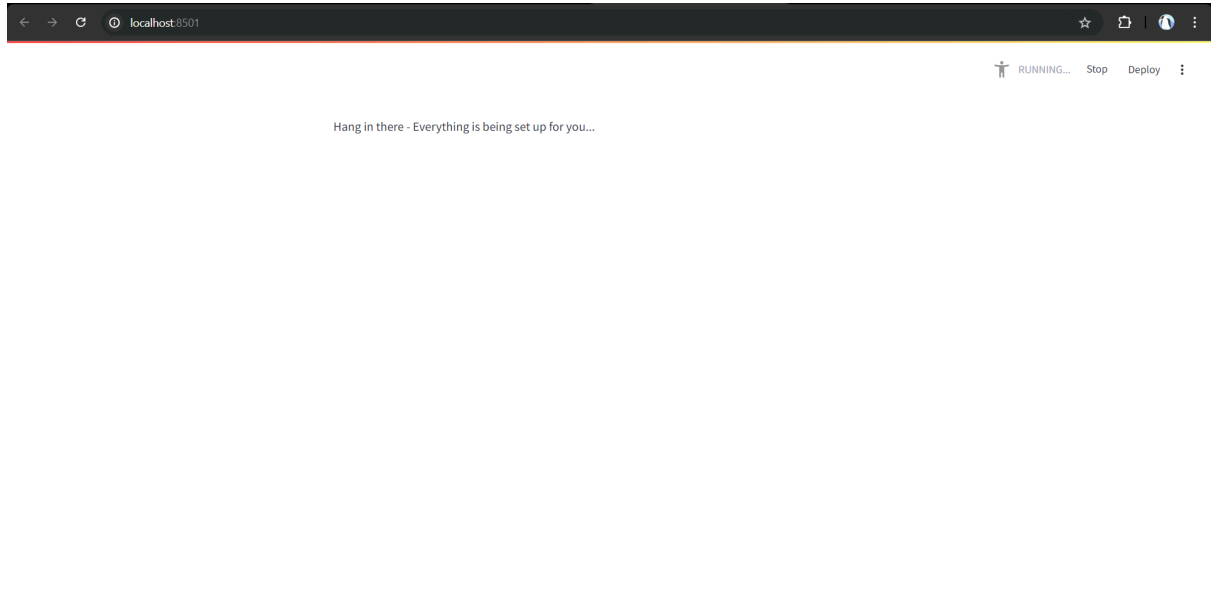 localhost:8501
RUNNING... Stop Deploy
Hang in there - Everything is being set up for you...